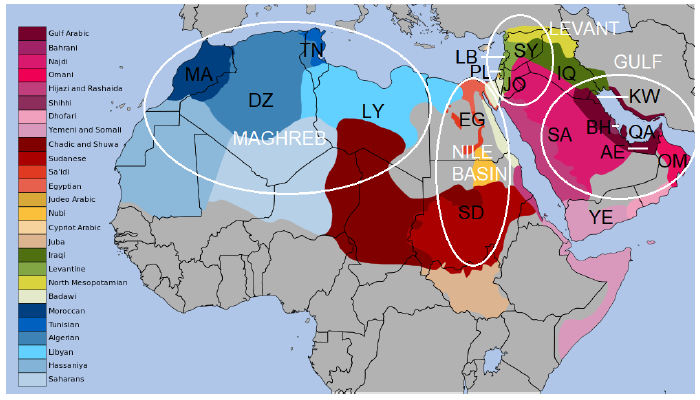 Gulf Arabic
Bahrani
Najdi
Omani
Hijazi and Rashaida
Shihhi
Dhofari
Yemeni and Somali
Chadic and Shuwa
Sudanese
Sa'idi
Egyptian
Judeo Arabic
Nubi
Cypriot Arabic
Juba
Iraqi
Levantine
North Mesopotamian
Badawi
Moroccan
Tunisian
Algerian
Libyan
Hassaniya
Saharans
MA
DZ
TN
LY
MAGHREB
LEVANT
LB
SY
PL
JO
IQ
GULF
KW
EG
SA
BH
QA
AE
OM
NILE
BASIN
SD
YE